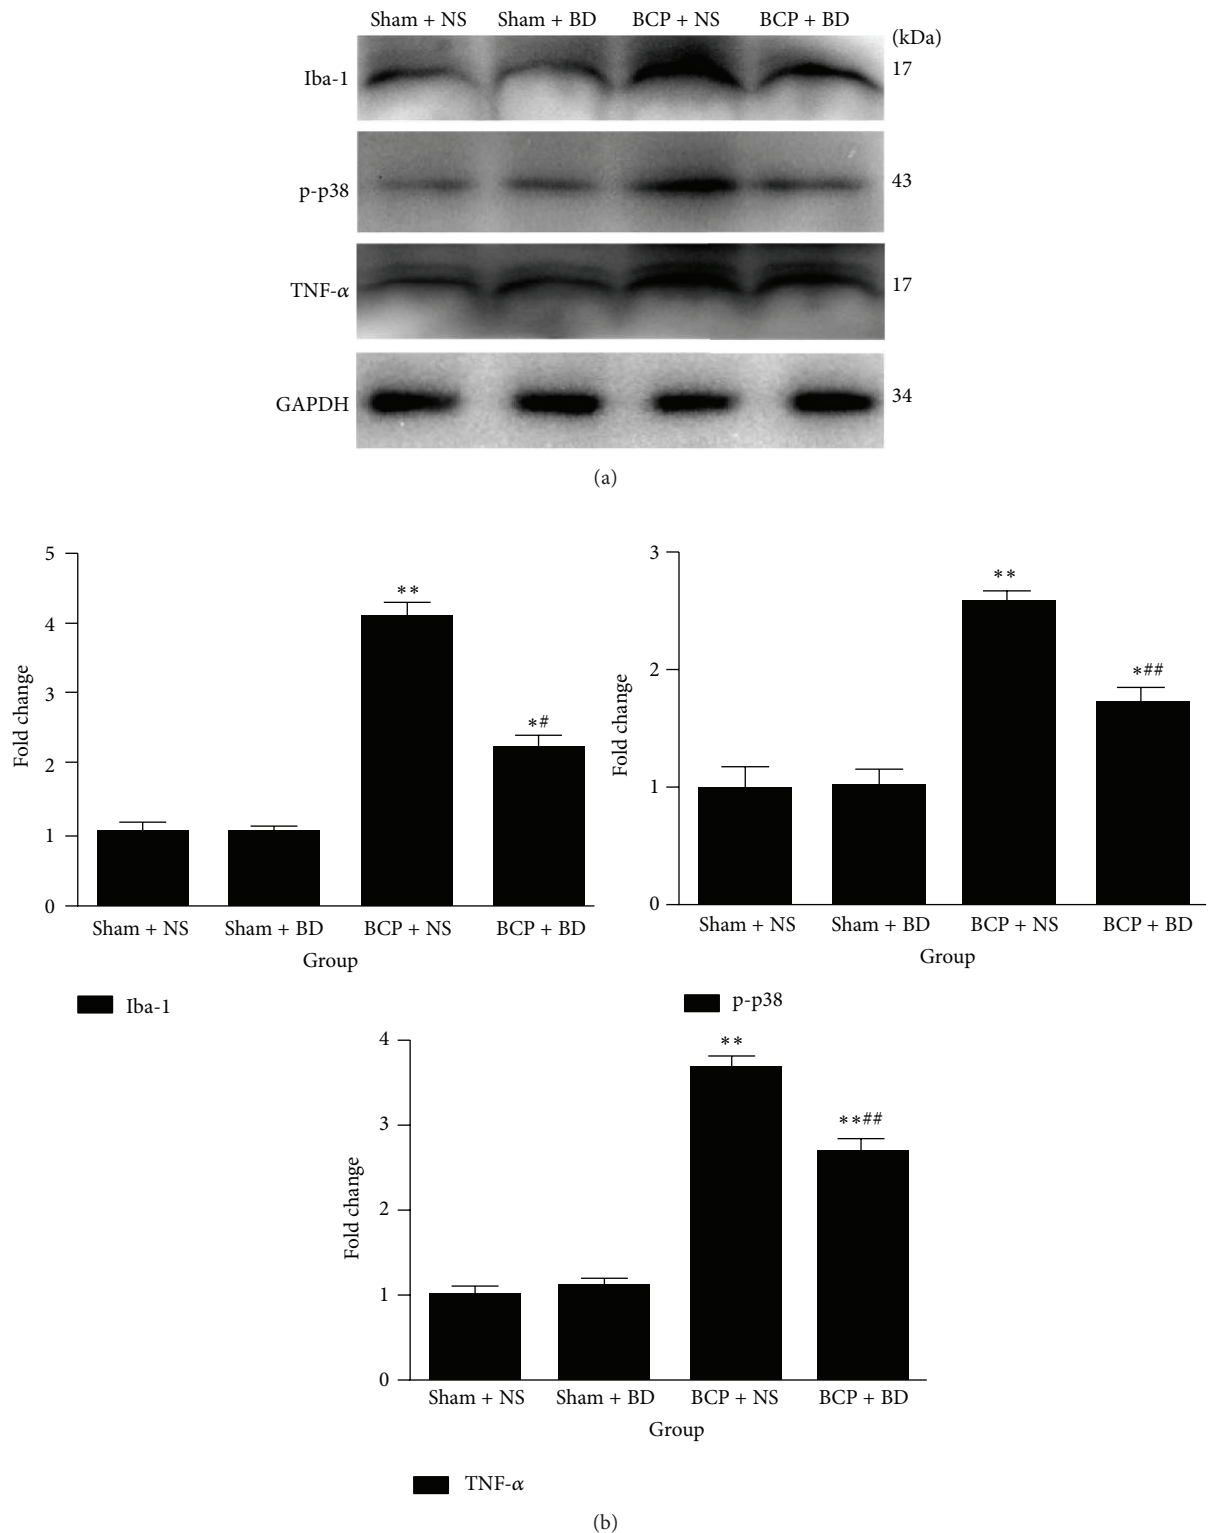 Sham + NS Sham + BD BCP + NS BCP + BD
(kDa)
Iba-1 17
p-p38 43
TNF-α 17
GAPDH 34
(a)
5
4
3
2
1
0
Fold change
**
*#
Sham + NS Sham + BD BCP + NS BCP + BD
Group
Iba-1
3
2
1
0
Fold change
**
*##
Sham + NS Sham + BD BCP + NS BCP + BD
Group
p-p38
4
3
2
1
0
Fold change
**
**##
Sham + NS Sham + BD BCP + NS BCP + BD
Group
TNF-α
(b)